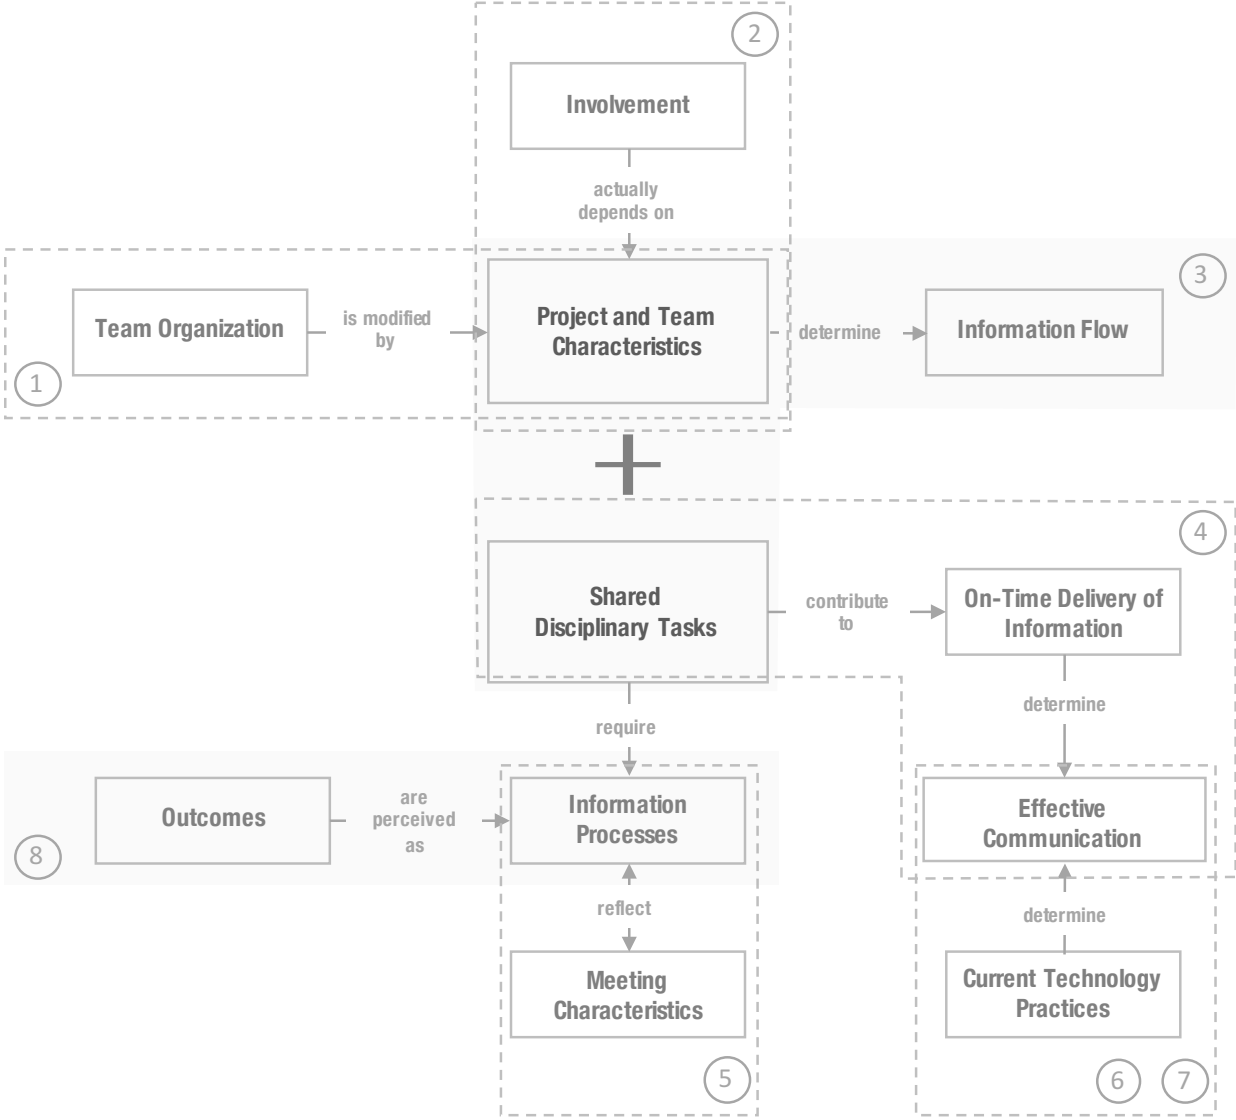 2
Involvement
actually
depends on
3
Team Organization
is modified
by
Project and Team
Characteristics
determine
Information Flow
1
+
4
Shared
Disciplinary Tasks
contribute
to
On-Time Delivery of
Information
require
determine
Outcomes
are
perceived
as
Information
Processes
Effective
Communication
8
reflect
determine
Meeting
Characteristics
Current Technology
Practices
5
6
7